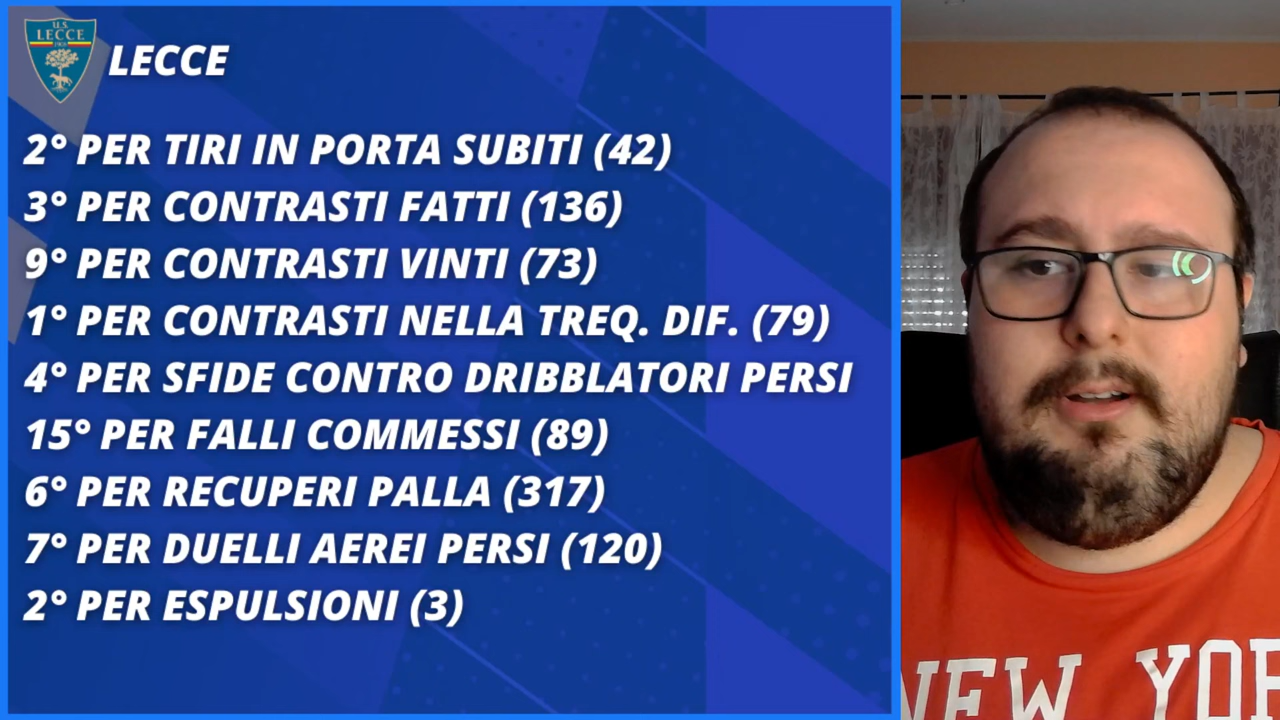 U.S.
LECCE
LECCE
2° PER TIRI IN PORTA SUBITI (42)
3° PER CONTRASTI FATTI (136)
9° PER CONTRASTI VINTI (73)
1° PER CONTRASTI NELLA TREQ. DIF. (79)
4° PER SFIDE CONTRO DRIBBLATORI PERSI
15° PER FALLI COMMESSI (89)
6° PER RECUPERI PALLA (317)
7° PER DUELLI AEREI PERSI (120)
2° PER ESPULSIONI (3)
NEW YOR